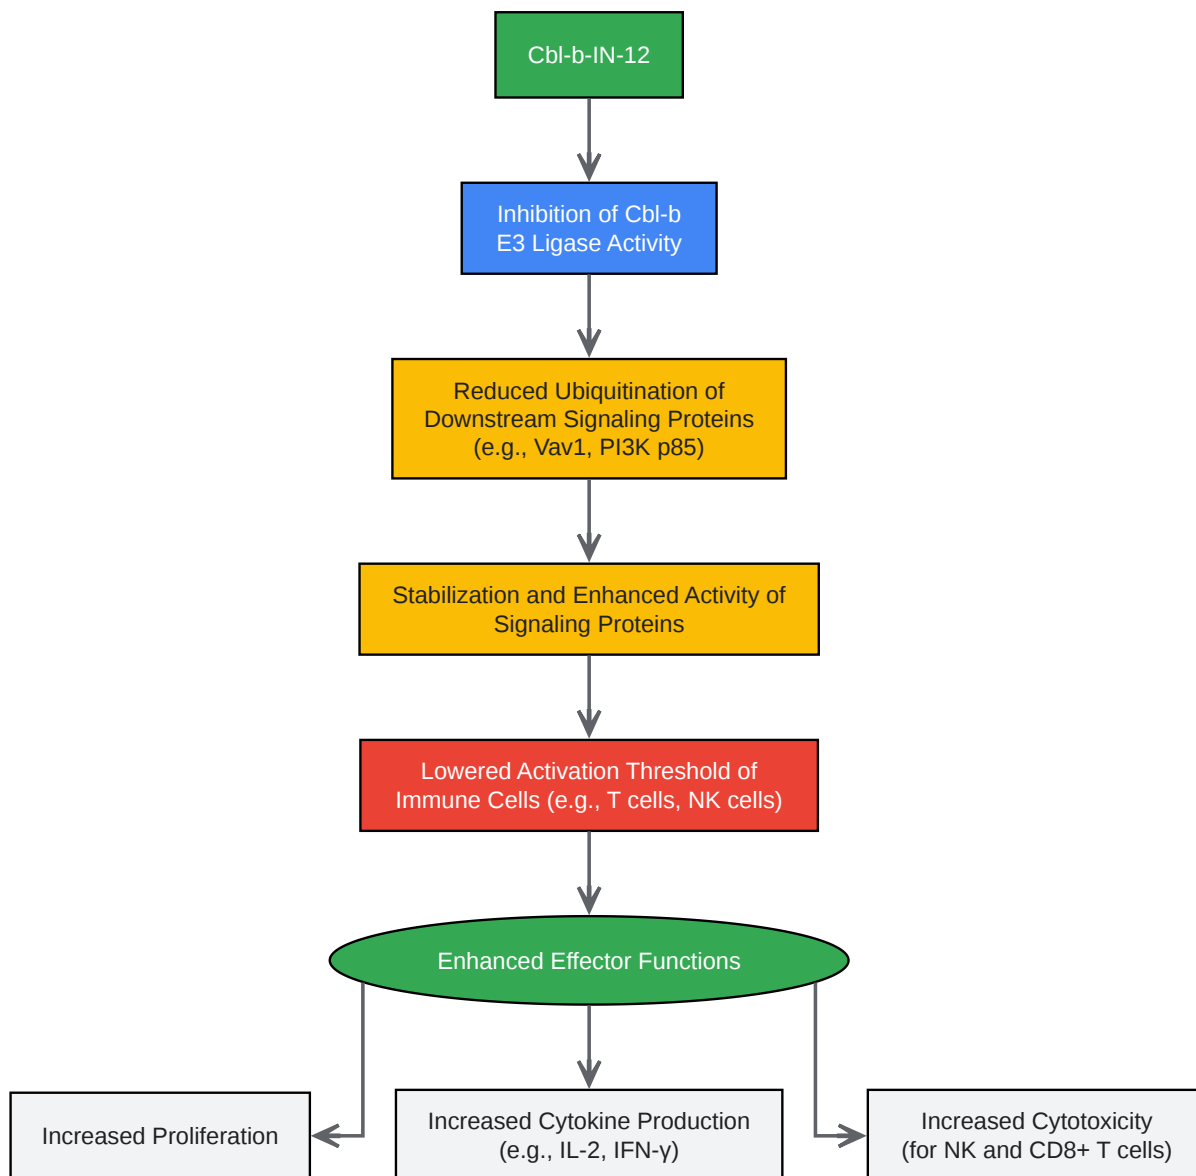 Cbl-b-IN-12
Inhibition of Cbl-b
E3 Ligase Activity
Reduced Ubiquitination of
Downstream Signaling Proteins
(e.g., Vav1, PI3K p85)
Stabilization and Enhanced Activity of
Signaling Proteins
Lowered Activation Threshold of
Immune Cells (e.g., T cells, NK cells)
Enhanced Effector Functions
Increased Proliferation
Increased Cytokine Production
(e.g., IL-2, IFN-γ)
Increased Cytotoxicity
(for NK and CD8+ T cells)